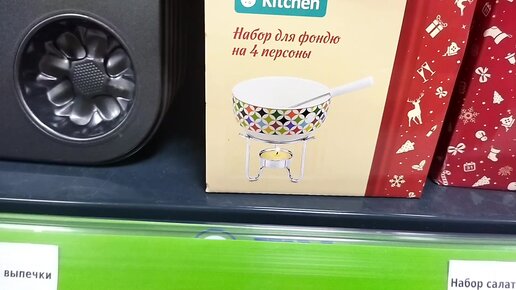 Kitchen
Набор для фондю
на 4 персоны
выпечки
Набор салат